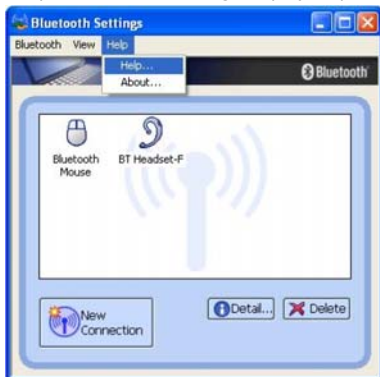 Bluetooth Settings
Bluetooth View Help
Help...
About...
Bluetooth
Bluetooth
Mouse
BT Headset-F
New
Connection
Detail...
Delete